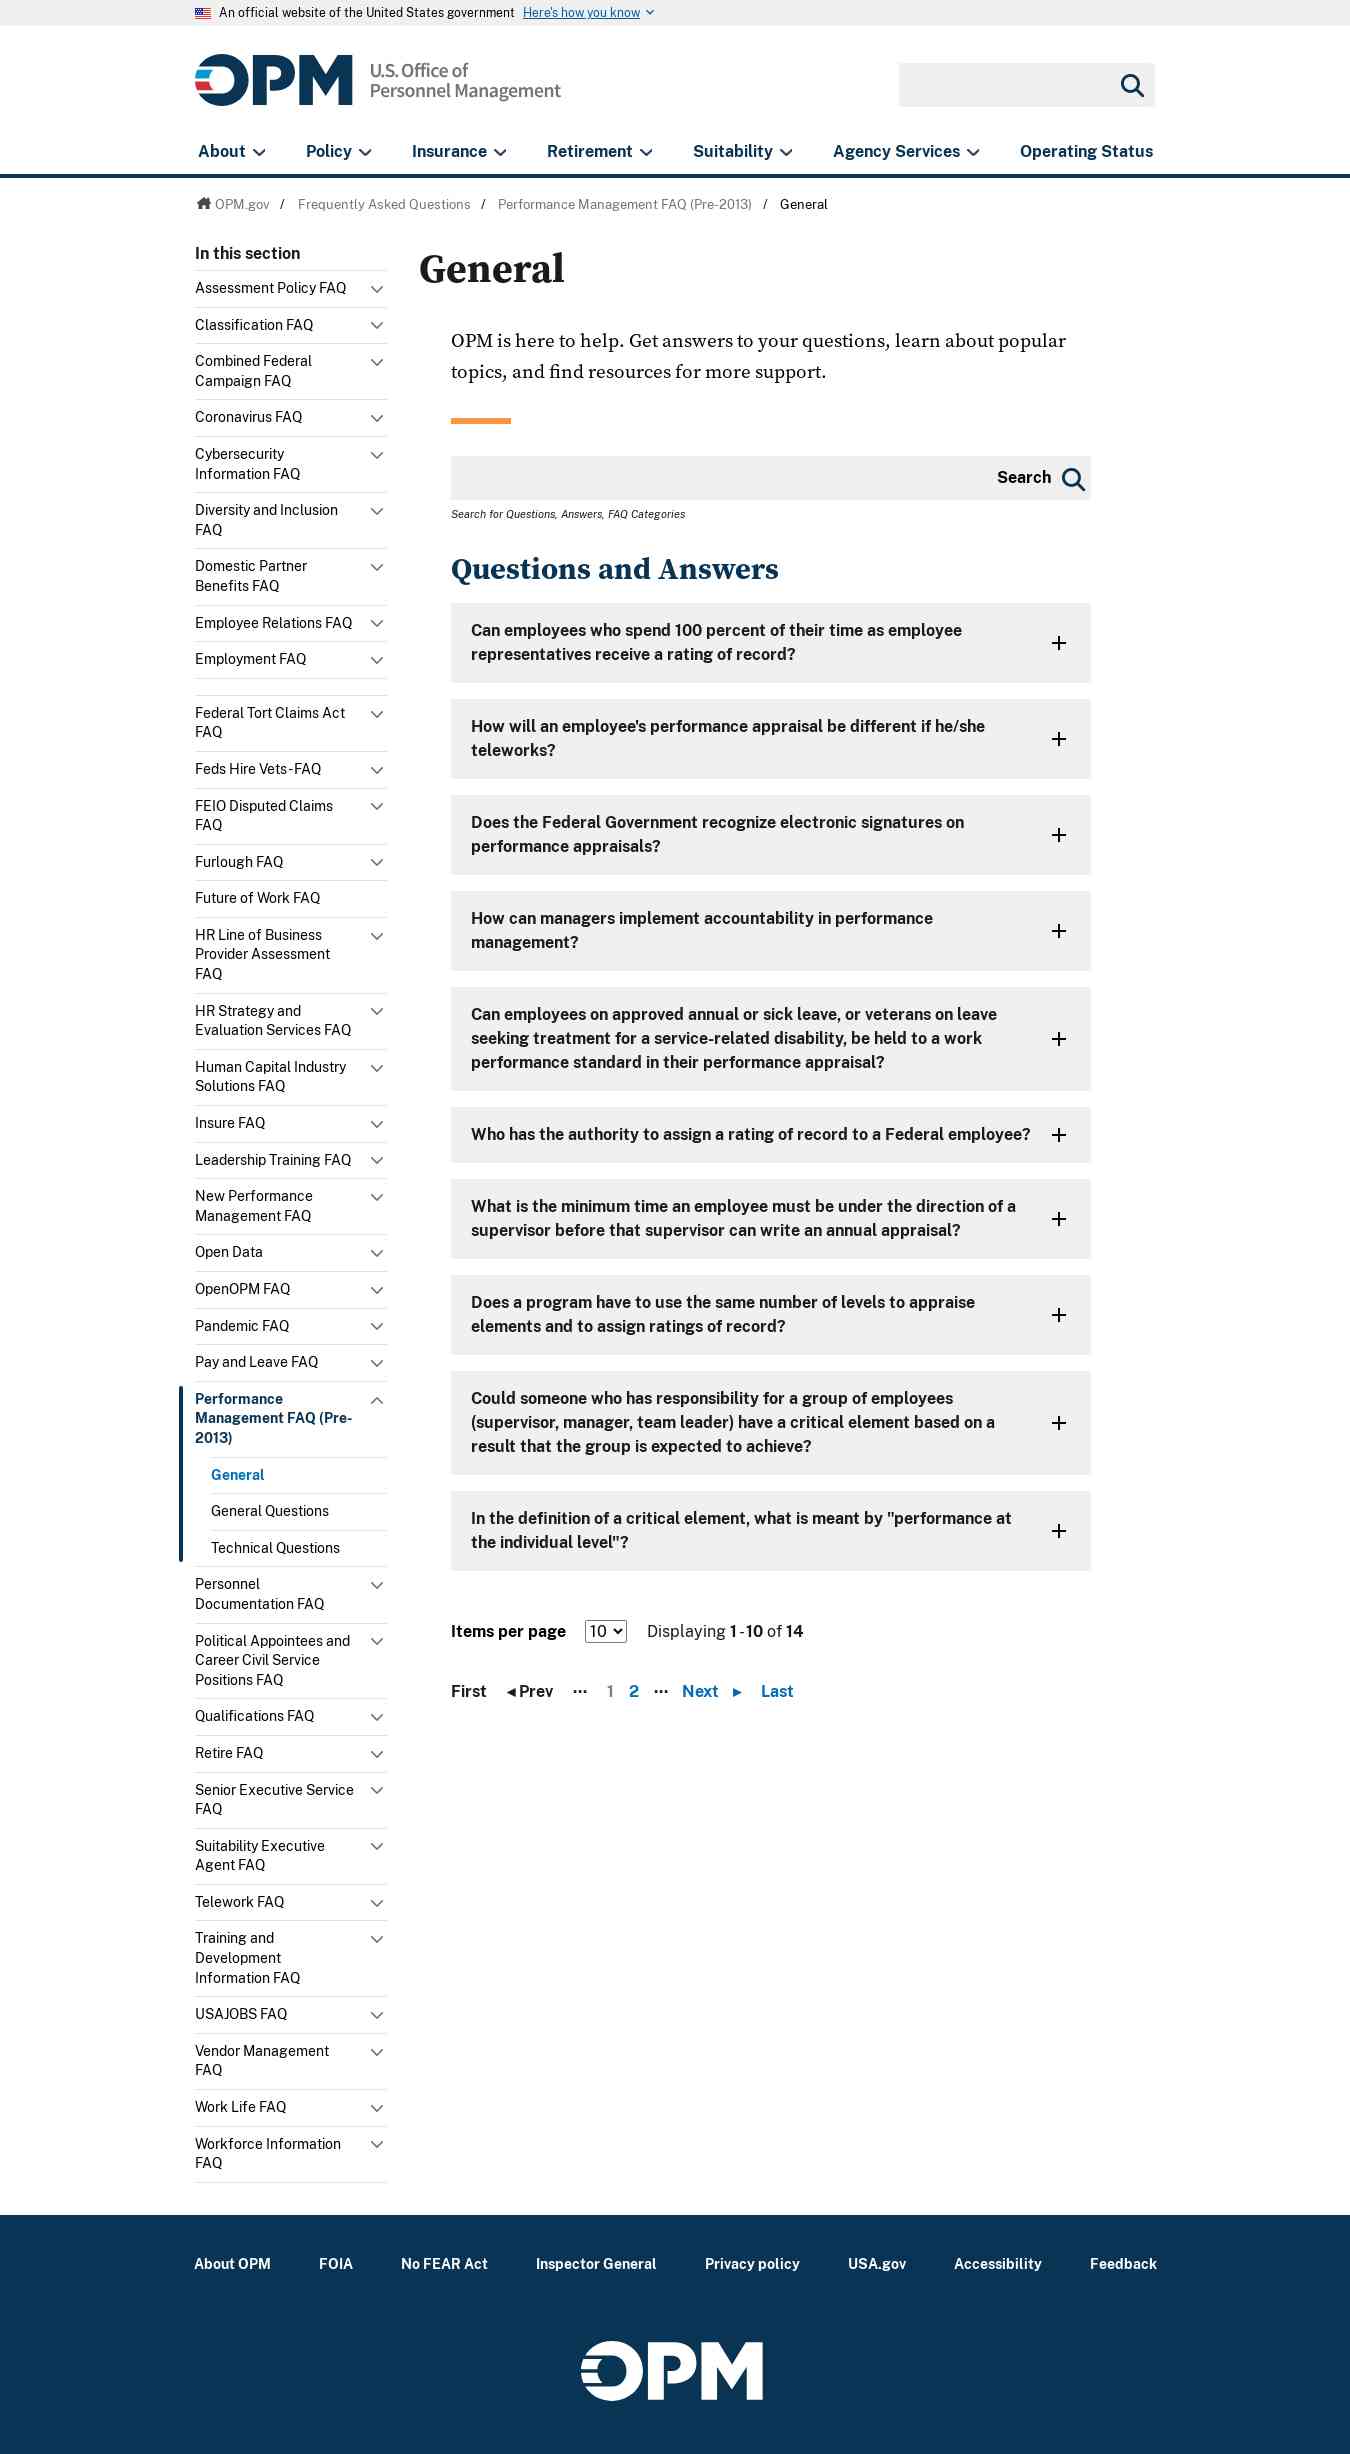 An official website of the United States government Here's how you know
OPM U.S. Office of
Personnel Management
About Policy Insurance Retirement Suitability Agency Services Operating Status
OPM.gov / Frequently Asked Questions / Performance Management FAQ (Pre-2013) / General
In this section
Assessment Policy FAQ
Classification FAQ
Combined Federal
Campaign FAQ
Coronavirus FAQ
Cybersecurity
Information FAQ
Diversity and Inclusion
FAQ
Domestic Partner
Benefits FAQ
Employee Relations FAQ
Employment FAQ
Federal Tort Claims Act
FAQ
Feds Hire Vets-FAQ
FEIO Disputed Claims
FAQ
Furlough FAQ
Future of Work FAQ
HR Line of Business
Provider Assessment
FAQ
HR Strategy and
Evaluation Services FAQ
Human Capital Industry
Solutions FAQ
Insure FAQ
Leadership Training FAQ
New Performance
Management FAQ
Open Data
OpenOPM FAQ
Pandemic FAQ
Pay and Leave FAQ
Performance
Management FAQ (Pre-
2013)
General
General Questions
Technical Questions
Personnel
Documentation FAQ
Political Appointees and
Career Civil Service
Positions FAQ
Qualifications FAQ
Retire FAQ
Senior Executive Service
FAQ
Suitability Executive
Agent FAQ
Telework FAQ
Training and
Development
Information FAQ
USAJOBS FAQ
Vendor Management
FAQ
Work Life FAQ
Workforce Information
FAQ
General
OPM is here to help. Get answers to your questions, learn about popular
topics, and find resources for more support.
Search
Search for Questions, Answers, FAQ Categories
Questions and Answers
Can employees who spend 100 percent of their time as employee
representatives receive a rating of record?
How will an employee's performance appraisal be different if he/she
teleworks?
Does the Federal Government recognize electronic signatures on
performance appraisals?
How can managers implement accountability in performance
management?
Can employees on approved annual or sick leave, or veterans on leave
seeking treatment for a service-related disability, be held to a work
performance standard in their performance appraisal?
Who has the authority to assign a rating of record to a Federal employee?
What is the minimum time an employee must be under the direction of a
supervisor before that supervisor can write an annual appraisal?
Does a program have to use the same number of levels to appraise
elements and to assign ratings of record?
Could someone who has responsibility for a group of employees
(supervisor, manager, team leader) have a critical element based on a
result that the group is expected to achieve?
In the definition of a critical element, what is meant by "performance at
the individual level"?
Items per page 10 Displaying 1 - 10 of 14
First ◂ Prev ... 1 2 ... Next ▸ Last
About OPM FOIA No FEAR Act Inspector General Privacy policy USA.gov Accessibility Feedback
OPM